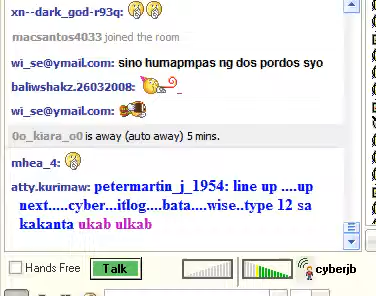 xn--dark_god-r93q:
macsantos4033 joined the room
wi_se@ymail.com: sino humapmpas ng dos pordos syo
baliwshakz.26032008:
wi_se@ymail.com:
0o_kiara_o0 is away (auto away) 5 mins.
mhea_4:
atty.kurimaw: petermartin_j_1954: line up ....up
next.....cyber...itlog....bata....wise..type 12 sa
kakanta ukab ulkab
Hands Free Talk cyberjb